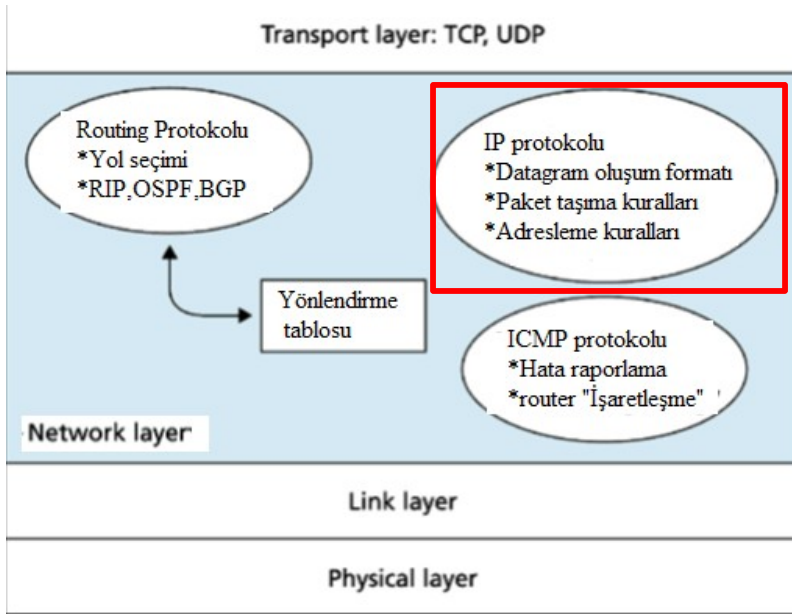 Transport layer: TCP, UDP
Routing Protokolu
*Yol seçimi
*RIP,OSPF,BGP
IP protokolu
*Datagram oluşum formatı
*Paket taşıma kuralları
*Adresleme kuralları
Yönlendirme
tablosu
ICMP protokolu
*Hata raporlama
*router "İşaretleşme"
Network layer
Link layer
Physical layer